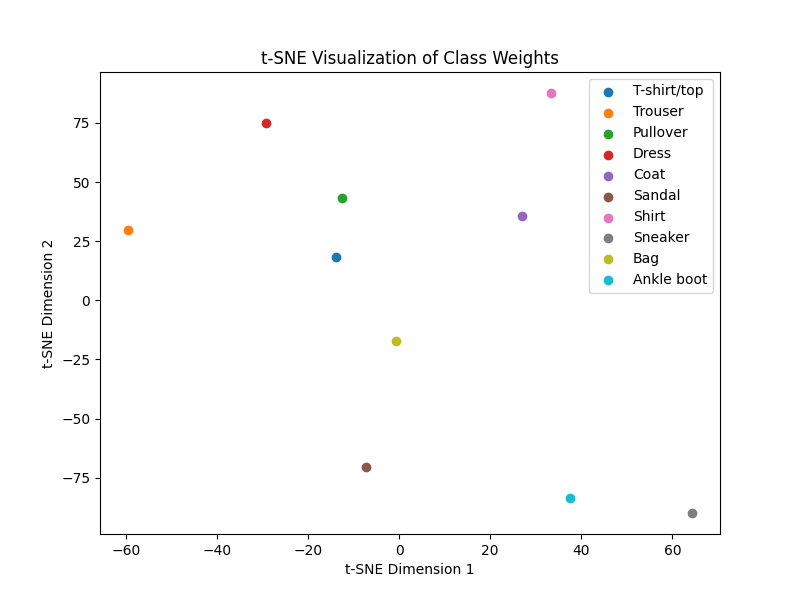 t-SNE Visualization of Class Weights
T-shirt/top
Trouser
Pullover
Dress
Coat
Sandal
Shirt
Sneaker
Bag
Ankle boot
75
50
25
0
−25
−50
−75
t-SNE Dimension 2
−60
−40
−20
0
20
40
60
t-SNE Dimension 1